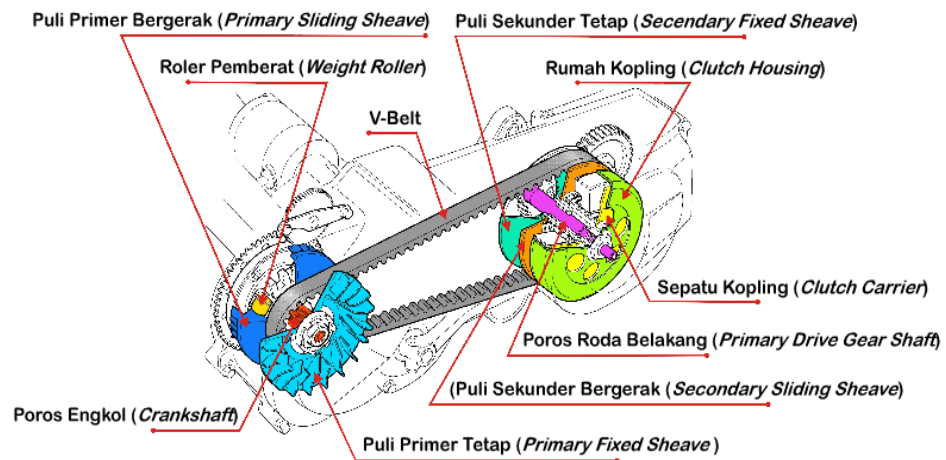 Puli Primer Bergerak (Primary Sliding Sheave)
Puli Sekunder Tetap (Secendary Fixed Sheave)
Roler Pemberat (Weight Roller)
Rumah Kopling (Clutch Housing)
V-Belt
Sepatu Kopling (Clutch Carrier)
Poros Roda Belakang (Primary Drive Gear Shaft)
(Puli Sekunder Bergerak (Secondary Sliding Sheave)
Poros Engkol (Crankshaft)
Puli Primer Tetap (Primary Fixed Sheave )